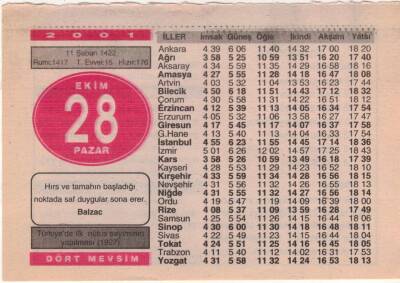 2 0 0 1
11 Şaban 1422
Rumi:1417 T. Evvel:15 Hızır:176
EKİM
28
PAZAR
Hırs ve tamahın başladığı
noktada saf duygular sona erer.
Balzac
Türkiye'de ilk nüfus sayımının
yapılması (1927)
DÖRT MEVSİM
İLLER İmsak Güneş Öğle İkindi Akşam Yatsı
Ankara 4 39 6 06 11 40 14 32 17 00 18 20
Ağrı 3 58 5 25 10 59 13 51 16 20 17 40
Aksaray 4 34 5 59 11 35 14 29 16 58 18 16
Amasya 4 27 5 55 11 28 14 18 16 47 18 08
Artvin 4 03 5 32 11 04 13 53 16 23 17 44
Bilecik 4 50 6 18 11 51 14 43 17 12 18 32
Çorum 4 30 5 58 11 31 14 22 16 51 18 12
Erzincan 4 12 5 39 11 13 14 05 16 34 17 54
Erzurum 4 05 5 32 11 06 13 58 16 27 17 47
Giresun 4 17 5 45 11 17 14 07 16 37 17 58
G.Hane 4 13 5 40 11 13 14 04 16 33 17 54
İstanbul 4 55 6 23 11 55 14 45 17 14 18 36
İzmir 5 01 6 26 12 02 14 57 17 25 18 43
Kars 3 58 5 26 10 59 13 49 16 18 17 39
Kayseri 4 28 5 53 11 29 14 23 16 52 18 10
Kırşehir 4 33 5 59 11 34 14 28 16 56 18 15
Nevşehir 4 31 5 56 11 32 14 26 16 55 18 13
Niğde 4 31 5 55 11 32 14 27 16 56 18 14
Ordu 4 19 5 47 11 19 14 09 16 39 18 00
Rize 4 08 5 37 11 09 13 59 16 28 17 49
Samsun 4 25 5 54 11 26 14 15 16 44 18 06
Sinop 4 30 6 00 11 30 14 18 16 48 18 11
Sivas 4 22 5 49 11 23 14 15 16 44 18 04
Tokat 4 24 5 51 11 25 14 16 16 45 18 05
Trabzon 4 11 5 40 11 12 14 02 16 31 17 53
Yozgat 4 31 5 58 11 32 14 24 16 53 18 13